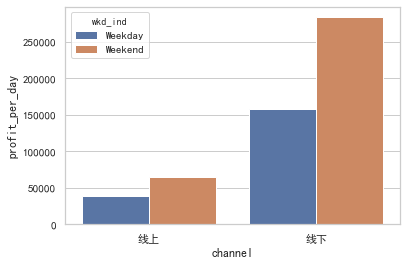 wkd_ind
Weekday
Weekend
profit_per_day
250000
200000
150000
100000
50000
0
线上
线下
channel